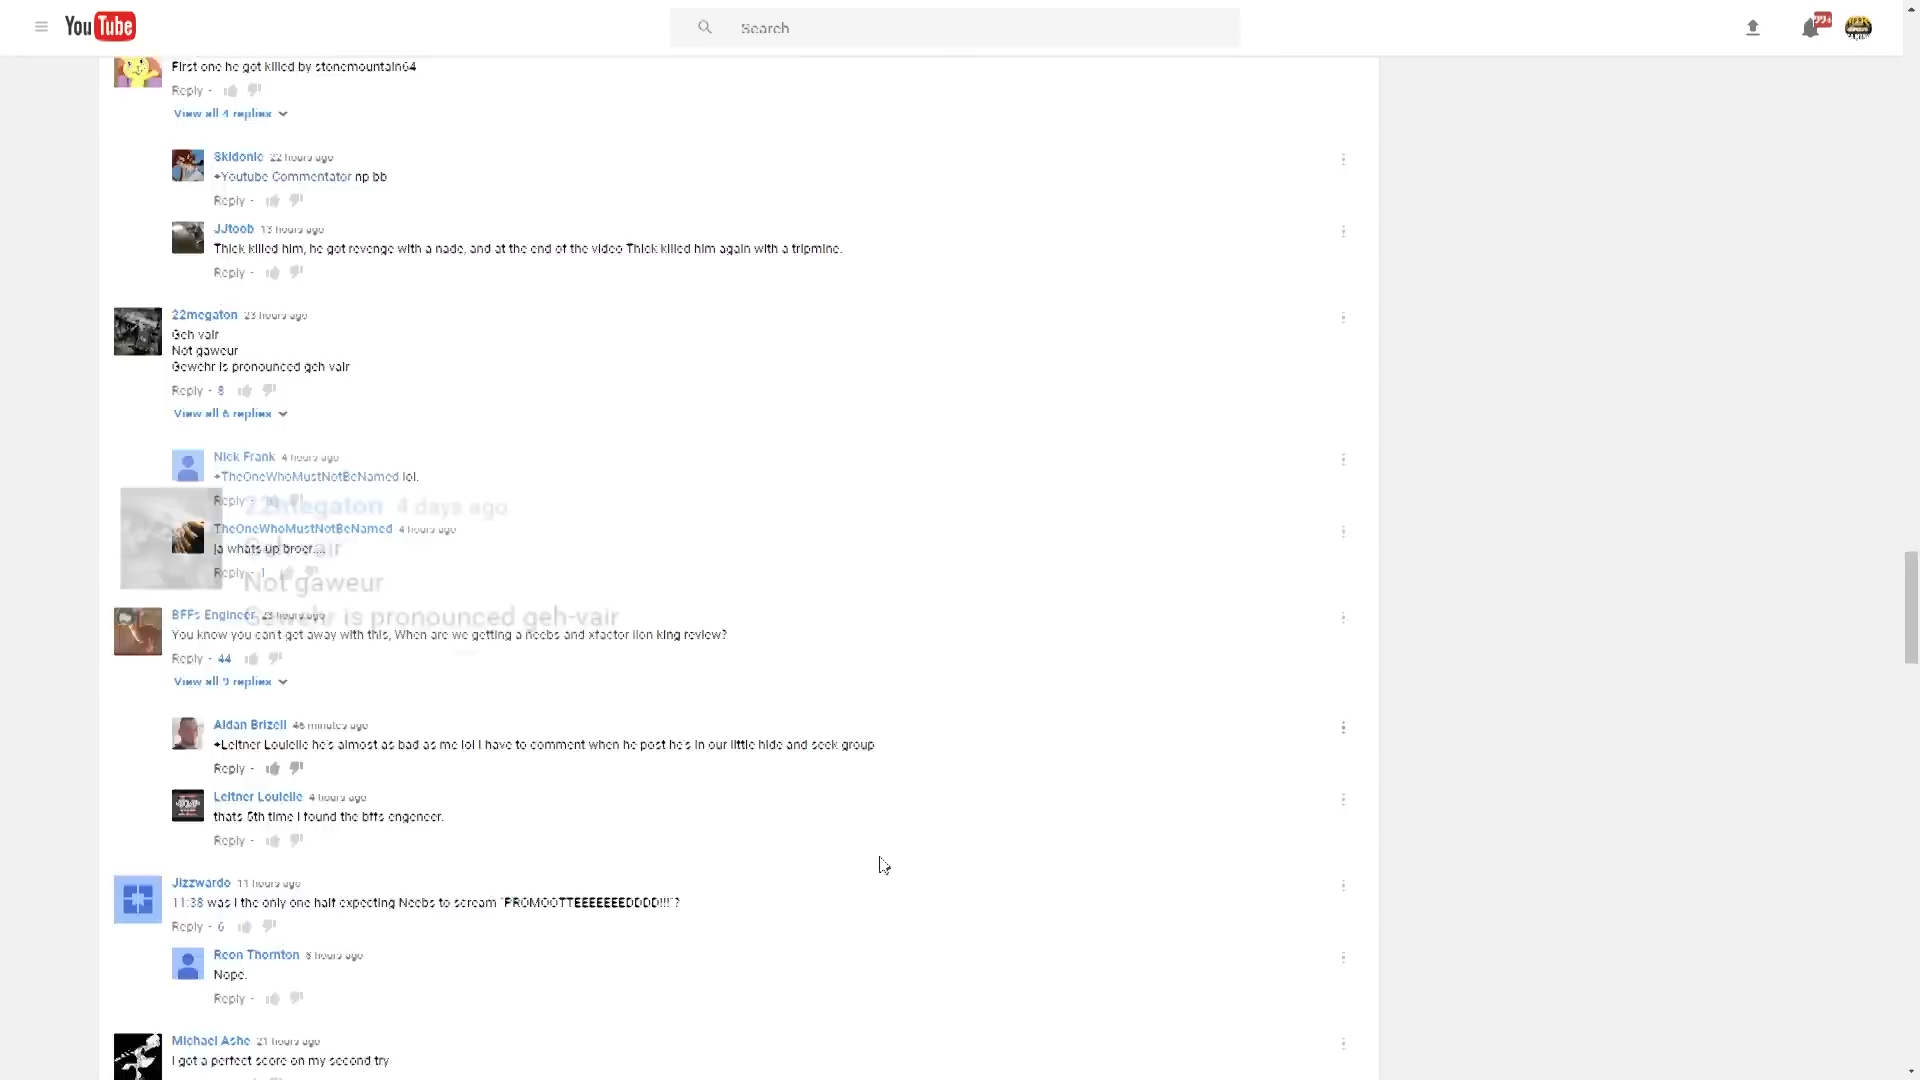 YouTube
Search
99+
First one he got killed by stonemountain64
Reply ·
View all 4 replies
Skidonic 22 hours ago
+Youtube Commentator np bb
Reply ·
JJtoob 13 hours ago
Thick killed him, he got revenge with a nade, and at the end of the video Thick killed him again with a tripmine.
Reply ·
22megaton 23 hours ago
Geh vair
Not gaweur
Gewehr is pronounced geh vair
Reply · 8
View all 6 replies
Nick Frank 4 hours ago
+TheOneWhoMustNotBeNamed lol.
Reply ·
22megaton 4 days ago
TheOneWhoMustNotBeNamed 4 hours ago
ja whats up broer....
Geh vair
Reply · 1
Not gaweur
BFFs Engineer 23 hours ago
Gewehr is pronounced geh-vair
You know you can't get away with this, When are we getting a neebs and xfactor lion king review?
Reply · 44
View all 9 replies
Aidan Brizell 46 minutes ago
+Leitner Loulelle he's almost as bad as me lol I have to comment when he post he's in our little hide and seek group
Reply ·
Leitner Loulelle 4 hours ago
thats 5th time I found the bffs engeneer.
Reply ·
Jizzwardo 11 hours ago
11:38 was I the only one half expecting Neebs to scream "PROMOOTTEEEEEEEDDDD!!!"?
Reply · 6
Reon Thornton 8 hours ago
Nope.
Reply ·
Michael Ashe 21 hours ago
I got a perfect score on my second try